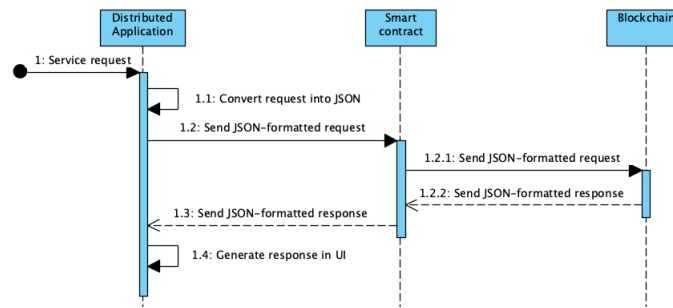 Distributed
Application
Smart
contract
Blockchain
1: Service request
1.1: Convert request into JSON
1.2: Send JSON-formatted request
1.2.1: Send JSON-formatted request
1.2.2: Send JSON-formatted response
1.3: Send JSON-formatted response
1.4: Generate response in UI